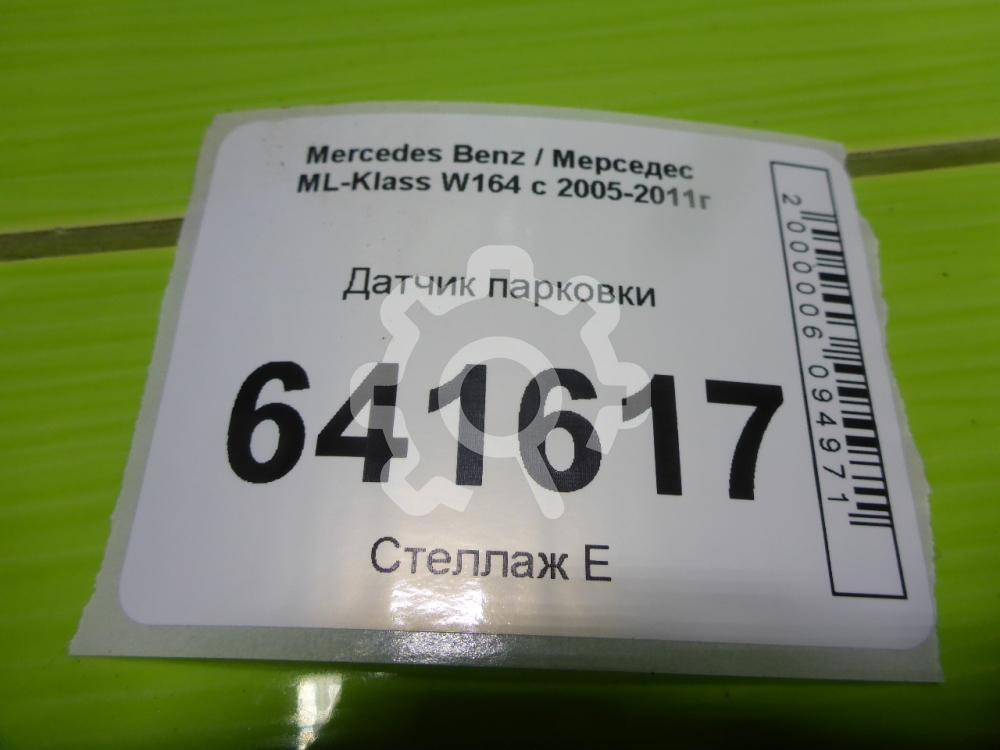 Mercedes Benz / Мерседес
ML-Klass W164 с 2005-2011г
Датчик парковки
641617
Стеллаж Е
2000006094971